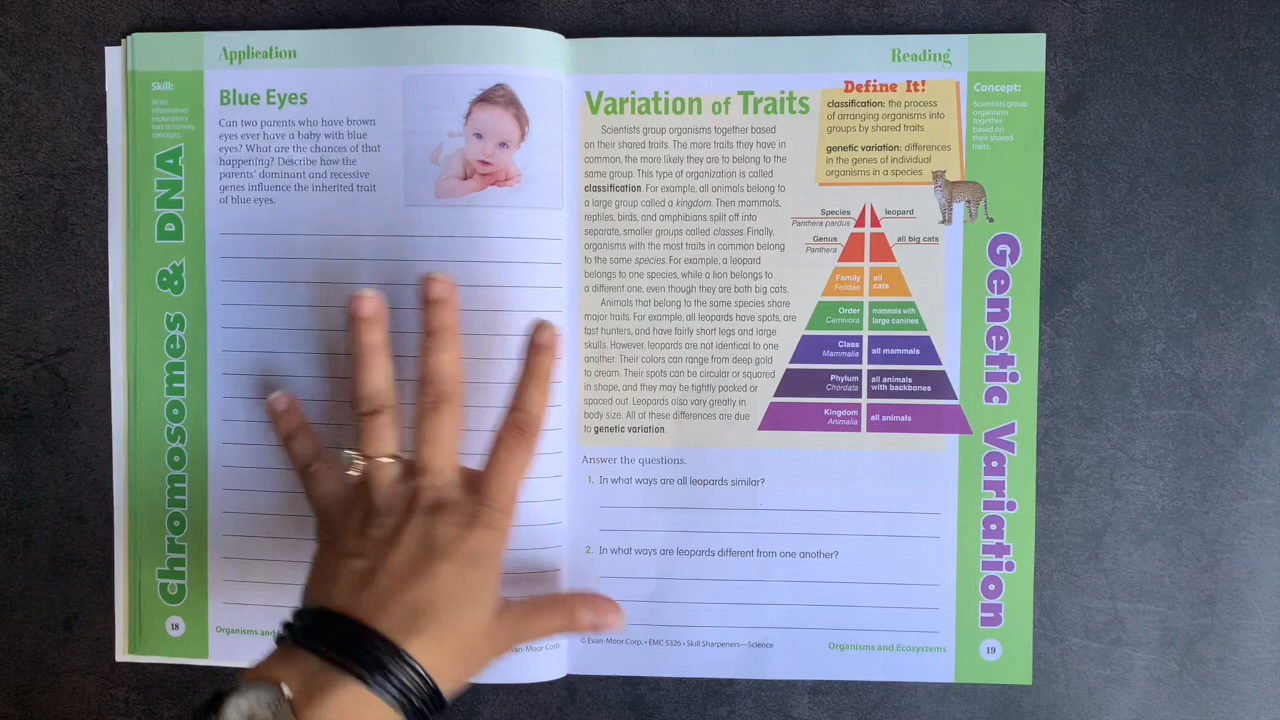 Application
Skill:
Write
informative/
explanatory
text to convey
concepts.
Chromosomes & DNA
18
Blue Eyes
Can two parents who have brown
eyes ever have a baby with blue
eyes? What are the chances of that
happening? Describe how the
parents' dominant and recessive
genes influence the inherited trait
of blue eyes.
Organisms and
Evan-Moor Corp.
Reading
Variation of Traits
Scientists group organisms together based
on their shared traits. The more traits they have in
common, the more likely they are to belong to the
same group. This type of organization is called
classification. For example, all animals belong to
a large group called a kingdom. Then mammals,
reptiles, birds, and amphibians split off into
separate, smaller groups called classes. Finally,
organisms with the most traits in common belong
to the same species. For example, a leopard
belongs to one species, while a lion belongs to
a different one, even though they are both big cats.
Animals that belong to the same species share
major traits. For example, all leopards have spots, are
fast hunters, and have fairly short legs and large
skulls. However, leopards are not identical to one
another. Their colors can range from deep gold
to cream. Their spots can be circular or squared
in shape, and they may be tightly packed or
spaced out. Leopards also vary greatly in
body size. All of these differences are due
to genetic variation.
Define It!
classification: the process
of arranging organisms into
groups by shared traits
genetic variation: differences
in the genes of individual
organisms in a species
Species
Panthera pardus
leopard
Genus
Panthera
all big cats
Family
Felidae
all
cats
Order
Carnivora
mammals with
large canines
Class
Mammalia
all mammals
Phylum
Chordata
all animals
with backbones
Kingdom
Animalia
all animals
Answer the questions.
1. In what ways are all leopards similar?
2. In what ways are leopards different from one another?
© Evan-Moor Corp. • EMC 5326 • Skill Sharpeners—Science
Organisms and Ecosystems
Concept:
Scientists group
organisms
together
based on
their shared
traits.
Genetic Variation
19